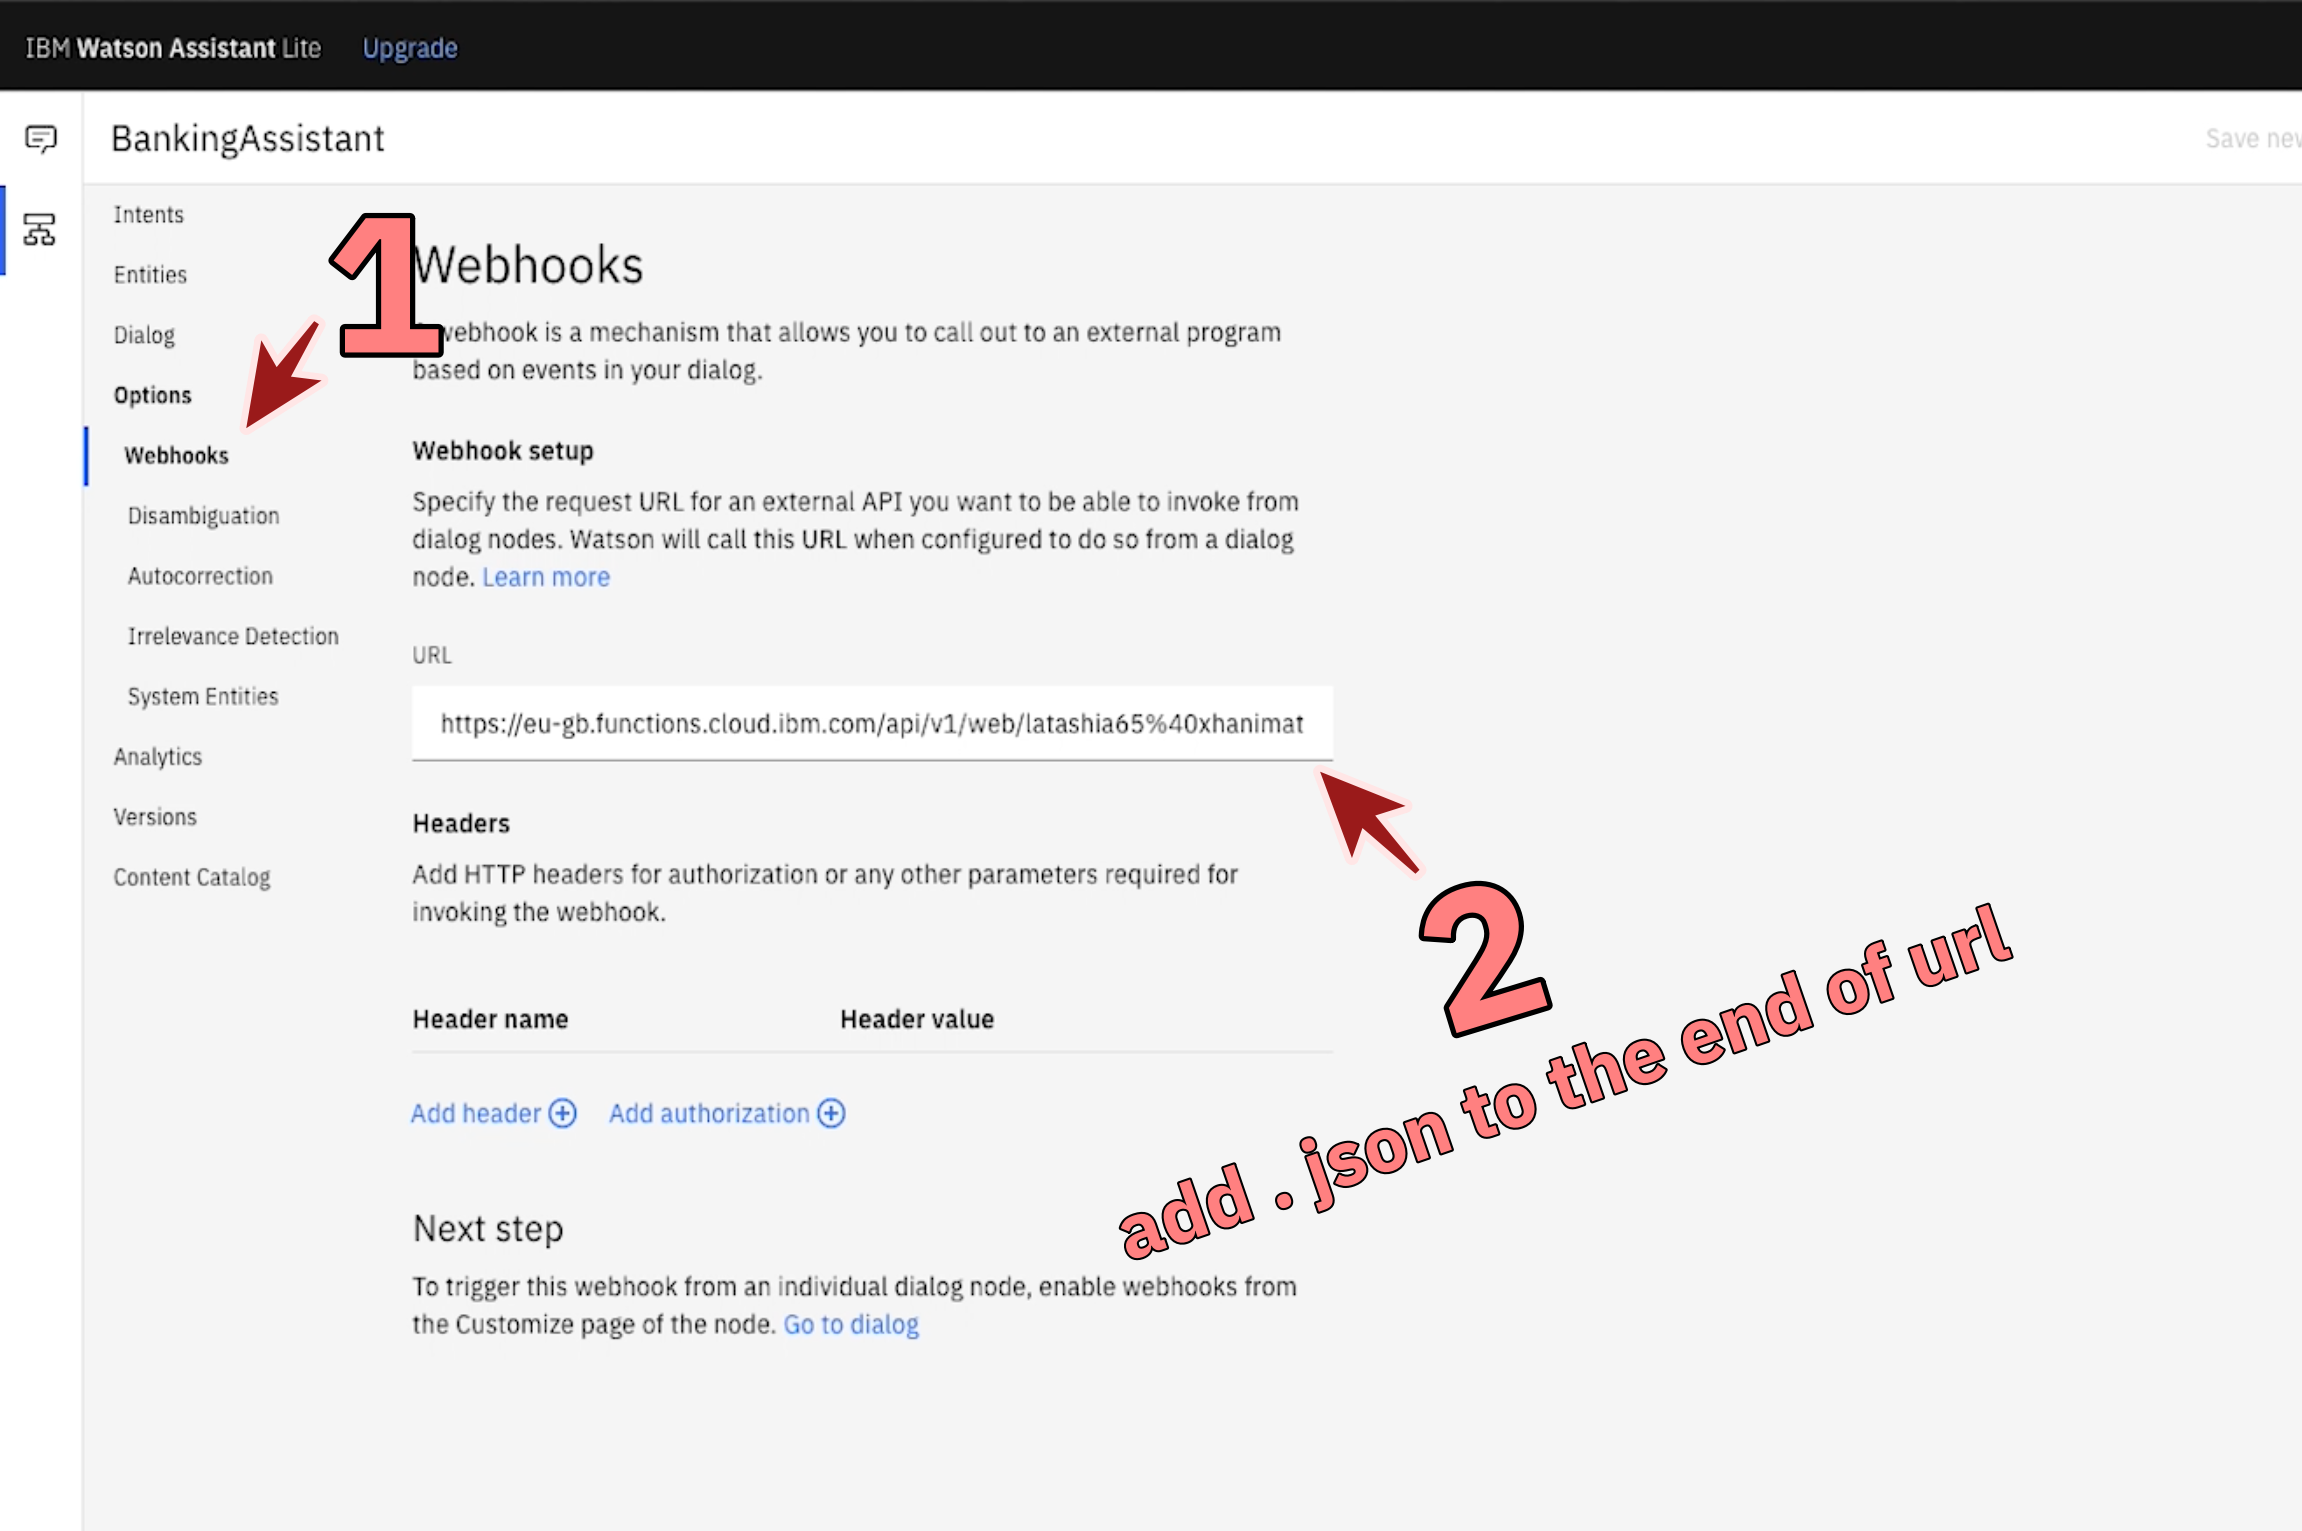 IBM Watson Assistant Lite Upgrade
BankingAssistant
Save new
Intents
Entities
Dialog
Options
Webhooks
Disambiguation
Autocorrection
Irrelevance Detection
System Entities
Analytics
Versions
Content Catalog
1
Webhooks
webhook is a mechanism that allows you to call out to an external program
based on events in your dialog.
Webhook setup
Specify the request URL for an external API you want to be able to invoke from
dialog nodes. Watson will call this URL when configured to do so from a dialog
node. Learn more
URL
https://eu-gb.functions.cloud.ibm.com/api/v1/web/latashia65%40xhanimat
Headers
Add HTTP headers for authorization or any other parameters required for
invoking the webhook.
2
add . json to the end of url
Header name Header value
Add header Add authorization
Next step
To trigger this webhook from an individual dialog node, enable webhooks from
the Customize page of the node. Go to dialog